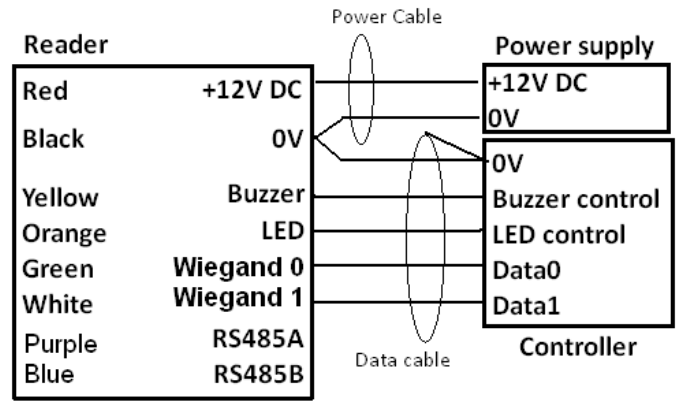 Power Cable
Reader
Power supply
Red +12V DC
+12V DC
Black 0V
0V
0V
Yellow Buzzer
Buzzer control
Orange LED
LED control
Green Wiegand 0
Data0
White Wiegand 1
Data1
Purple RS485A
Blue RS485B
Data cable
Controller